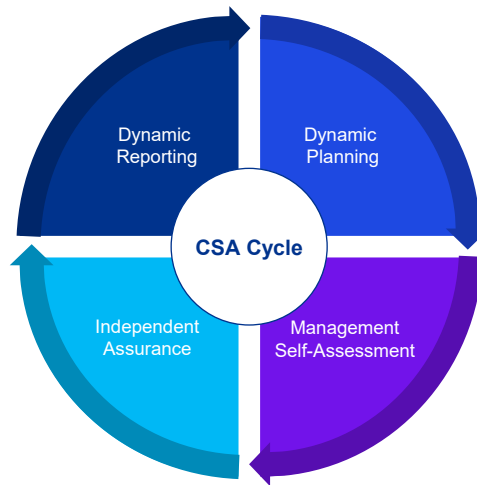 Dynamic
Reporting
Dynamic
Planning
CSA Cycle
Independent
Assurance
Management
Self-Assessment